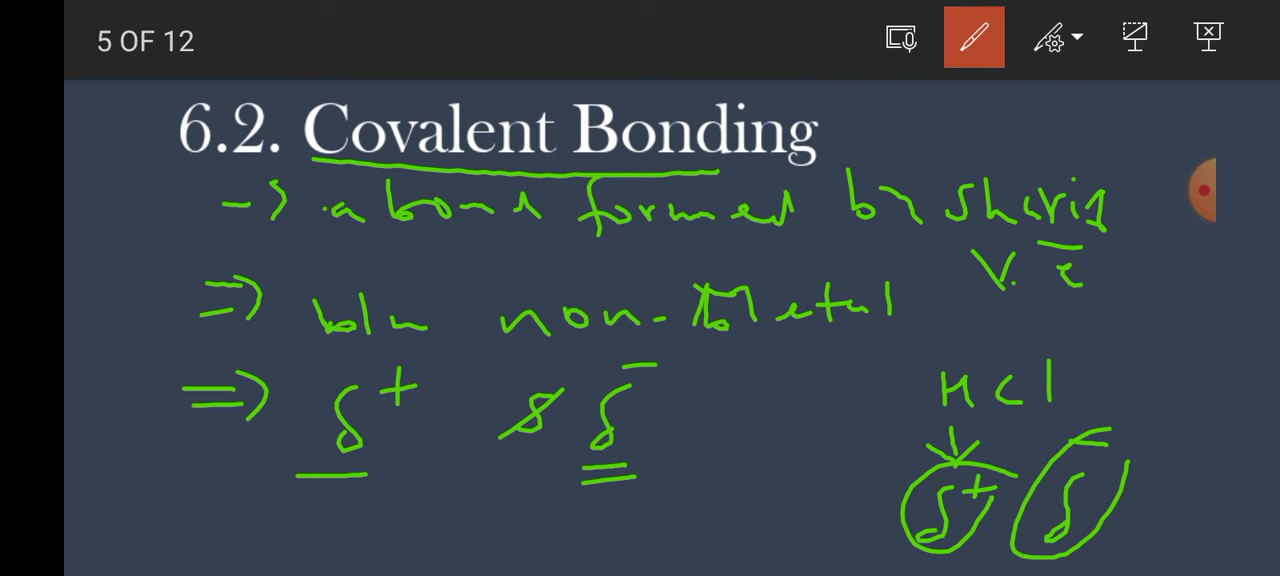 5 OF 12
6.2. Covalent Bonding
→ a bond formed by sharing
V. e̅
⇒ b/n non-Metal
⇒ δ+ δ-
HCl
δ+ δ-